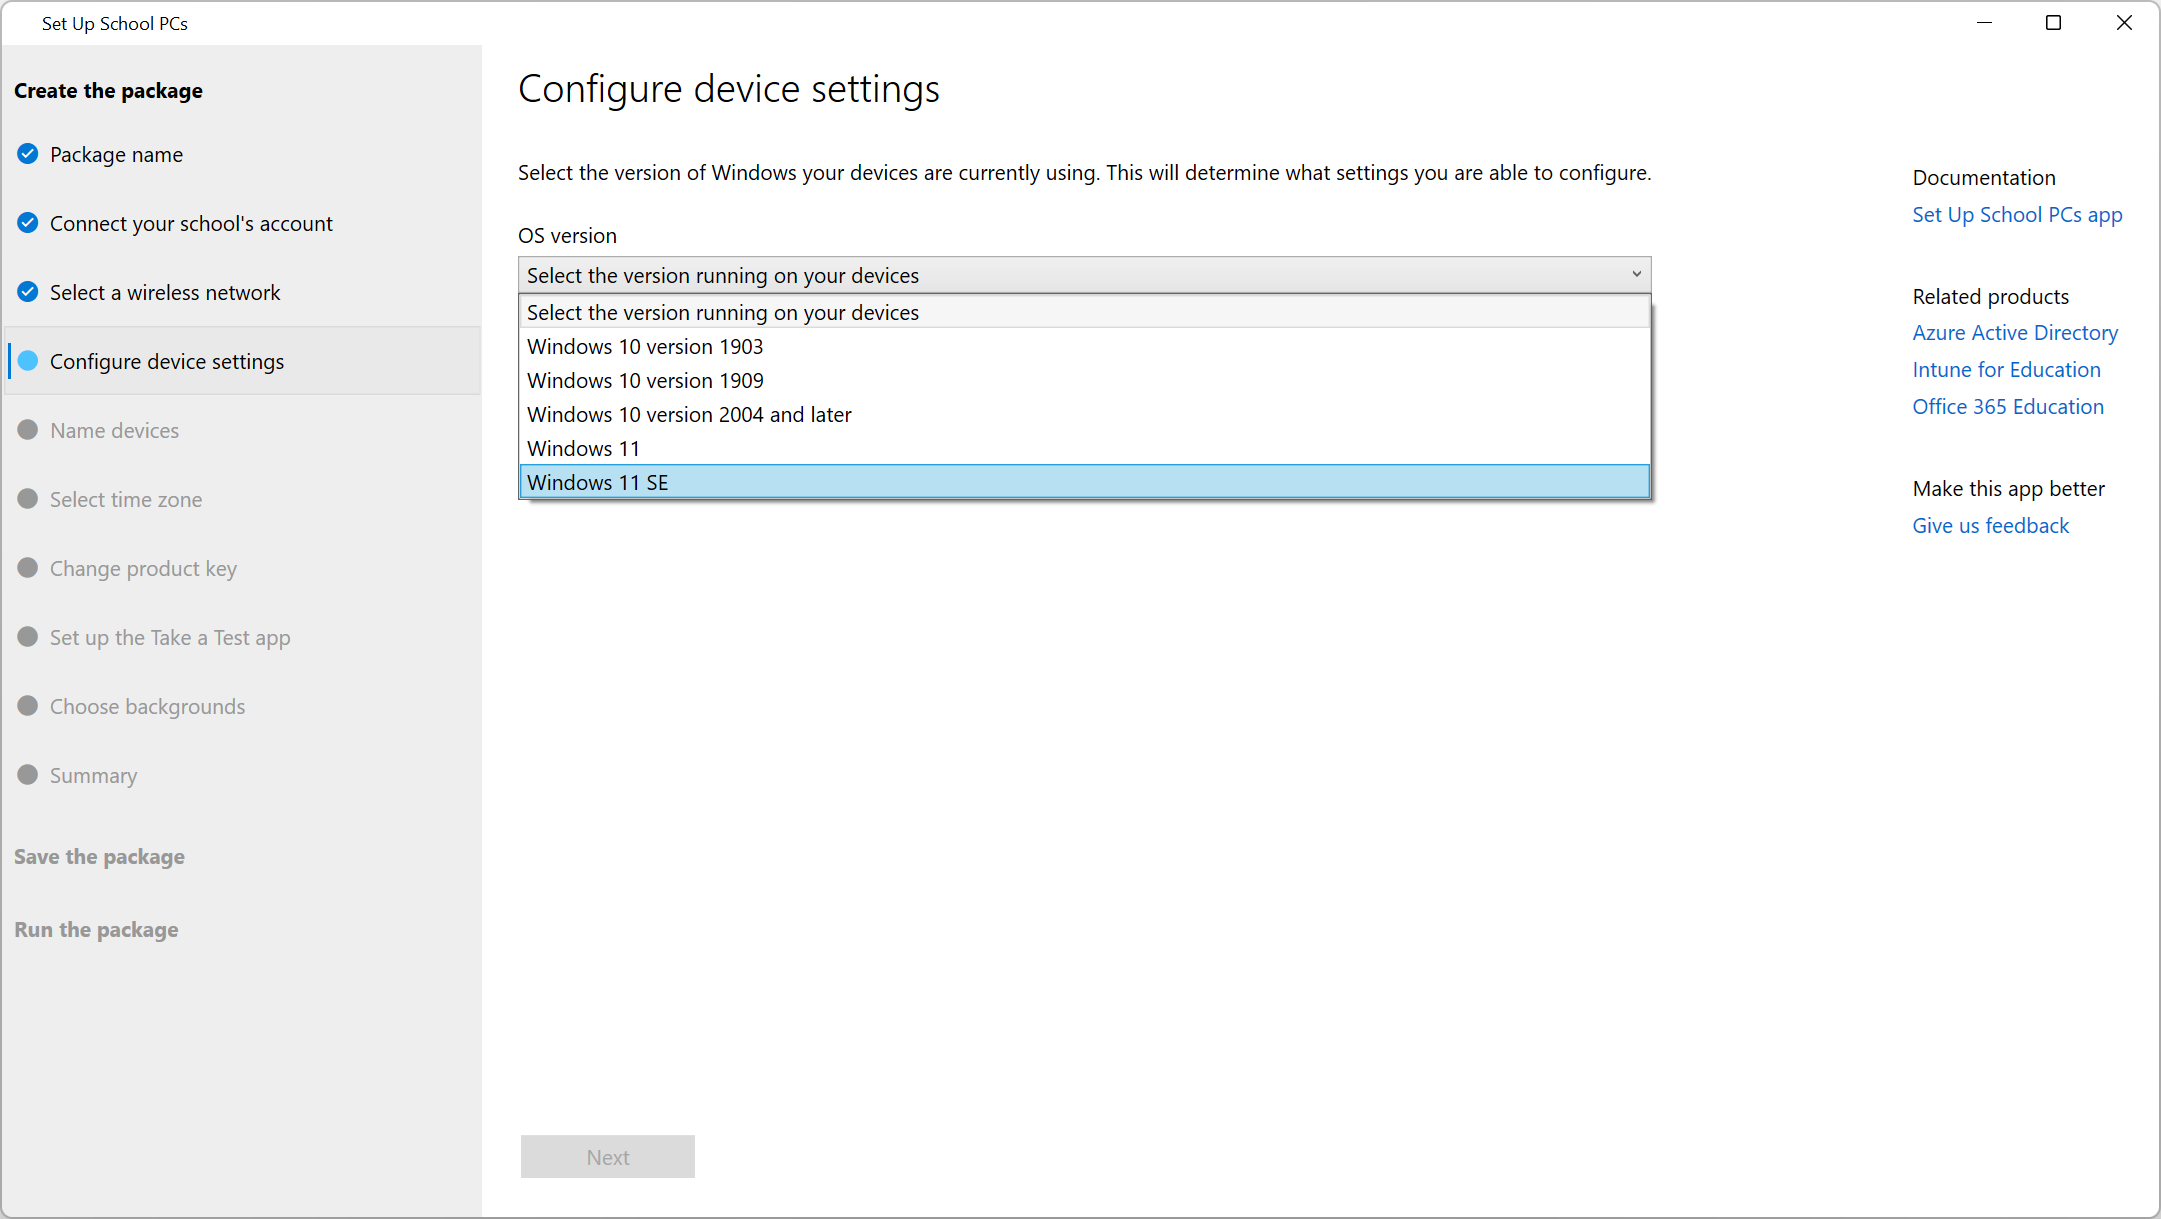 Set Up School PCs
Create the package
Package name
Connect your school's account
Select a wireless network
Configure device settings
Name devices
Select time zone
Change product key
Set up the Take a Test app
Choose backgrounds
Summary
Save the package
Run the package
Configure device settings
Select the version of Windows your devices are currently using. This will determine what settings you are able to configure.
OS version
Select the version running on your devices
Select the version running on your devices
Windows 10 version 1903
Windows 10 version 1909
Windows 10 version 2004 and later
Windows 11
Windows 11 SE
Next
Documentation
Set Up School PCs app
Related products
Azure Active Directory
Intune for Education
Office 365 Education
Make this app better
Give us feedback